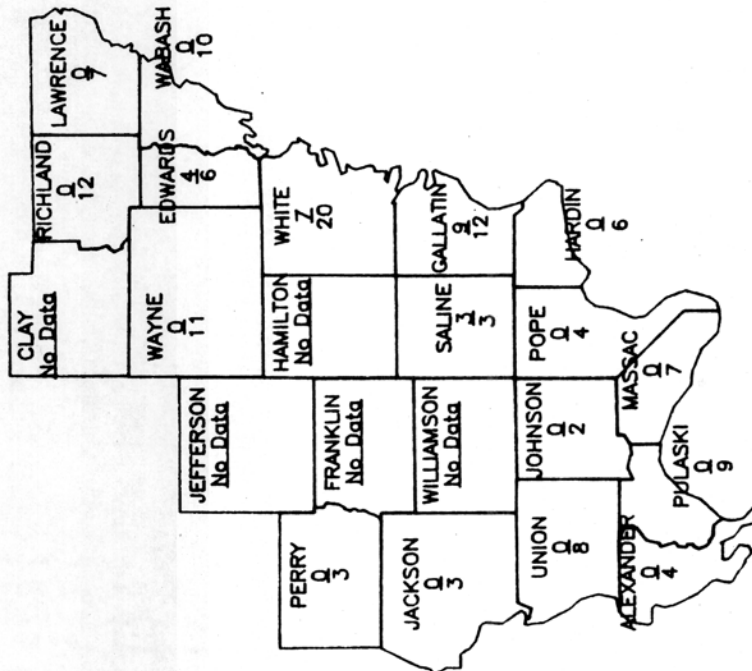 CLAY
No Data
RICHLAND
0
12
LAWRENCE
0
7
WABASH
0
10
WAYNE
0
11
EDWARDS
4
6
JEFFERSON
No Data
HAMILTON
No Data
WHITE
7
20
PERRY
0
3
FRANKLIN
No Data
JACKSON
0
3
WILLIAMSON
No Data
SALINE
3
3
GALLATIN
9
12
UNION
0
8
JOHNSON
0
2
POPE
0
4
HARDIN
0
6
ALEXANDER
0
4
PULASKI
0
9
MASSAC
0
7